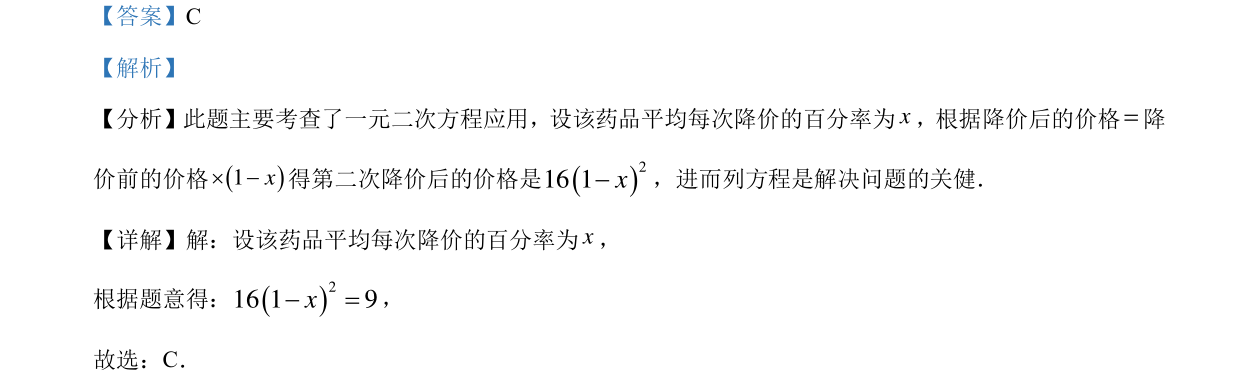 【答案】C
【解析】
【分析】此题主要考查了一元二次方程应用，设该药品平均每次降价的百分率为 x，根据降价后的价格＝降
价前的价格×(1−x)得第二次降价后的价格是16(1−x)²，进而列方程是解决问题的关健．
【详解】解：设该药品平均每次降价的百分率为 x，
根据题意得：16(1−x)²=9，
故选：C．